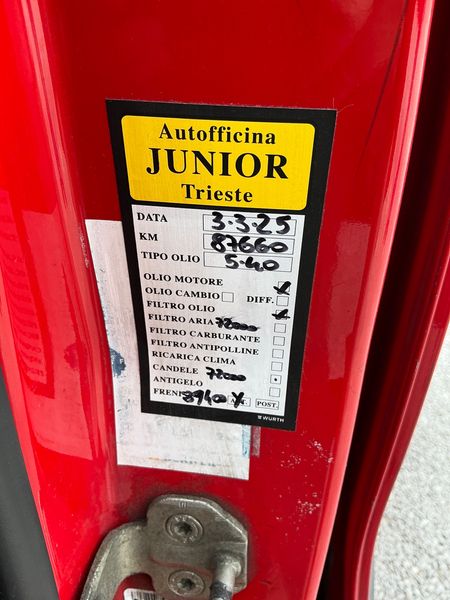 Autofficina
JUNIOR
Trieste
DATA 3.3.25
KM 87660
TIPO OLIO 5.40
OLIO MOTORE X
OLIO CAMBIO DIFF.
FILTRO OLIO X
FILTRO ARIA 72000
FILTRO CARBURANTE
FILTRO ANTIPOLLINE
RICARICA CLIMA
CANDELE 72000
ANTIGELO
FRENI X POST.
WÜRTH